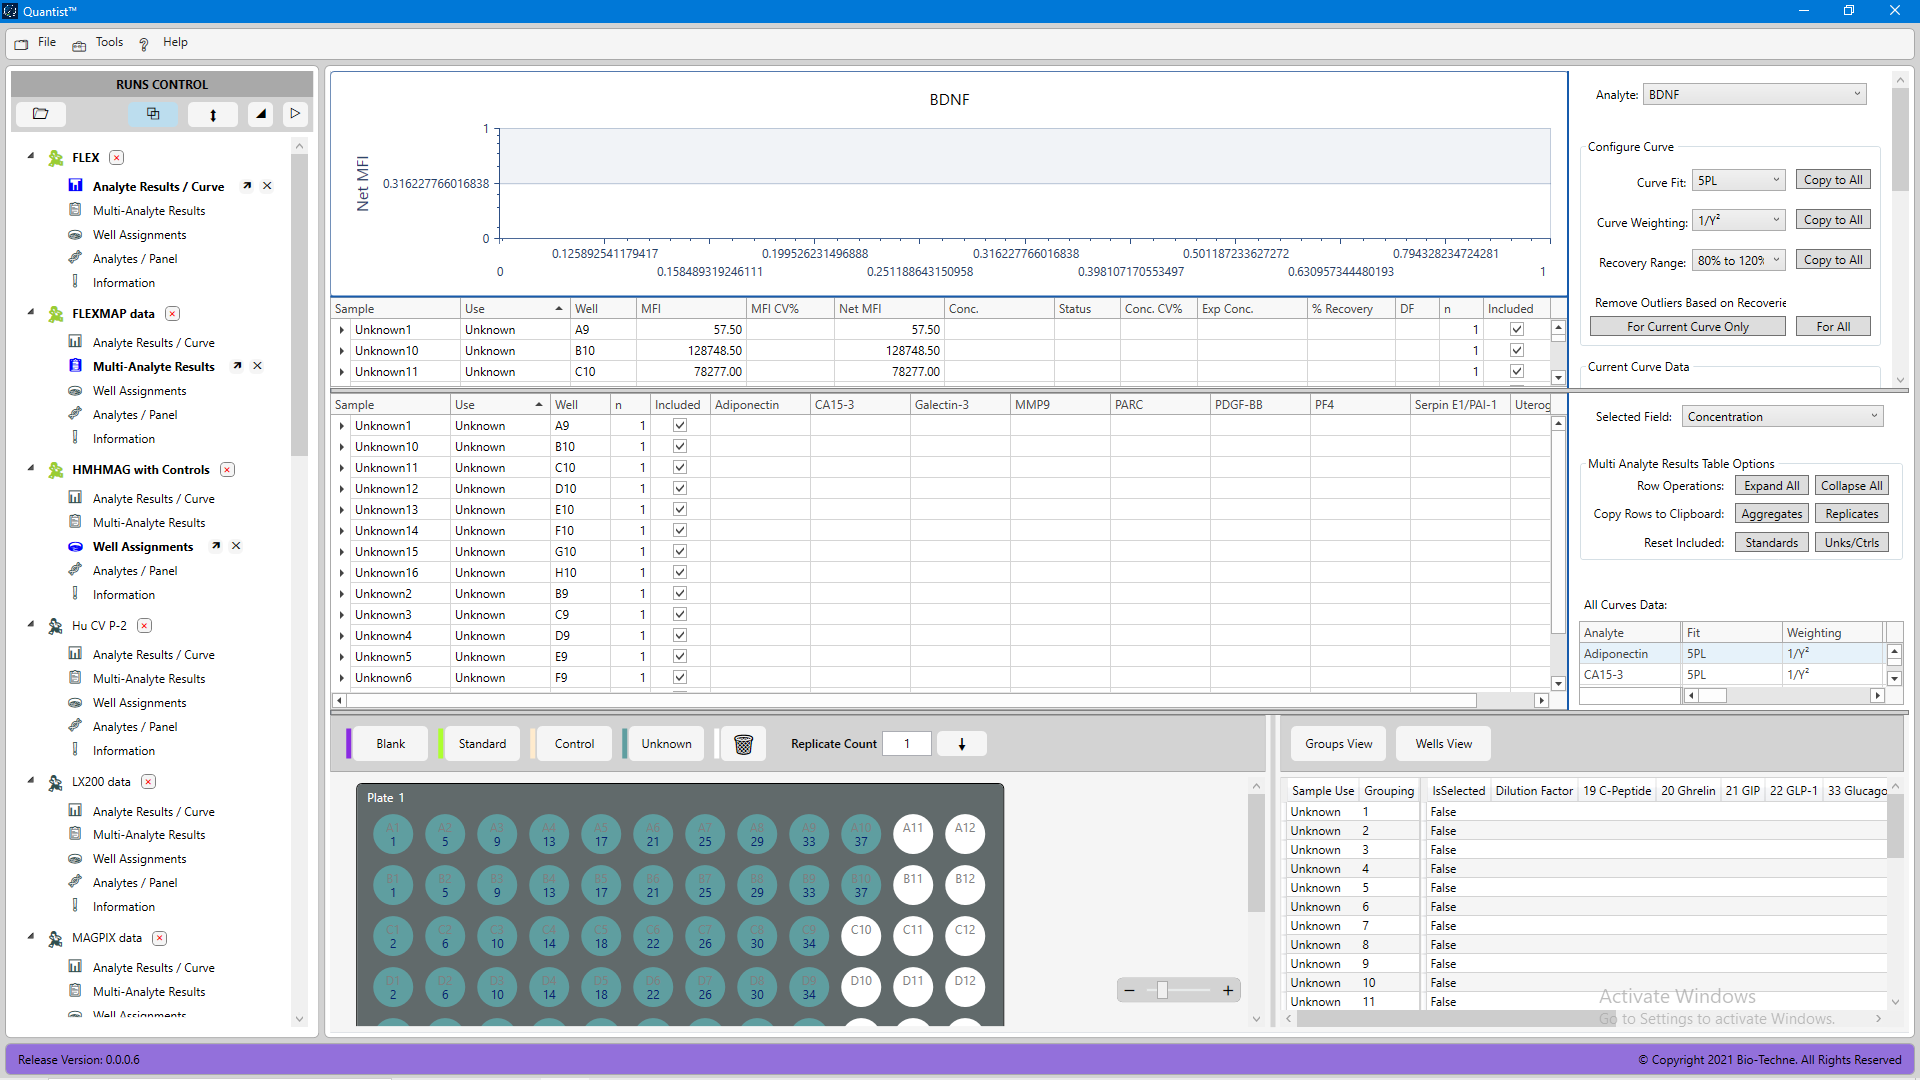 Quantist™
File Tools ? Help
RUNS CONTROL
FLEX
Analyte Results / Curve
Multi-Analyte Results
Well Assignments
Analytes / Panel
Information
FLEXMAP data
Analyte Results / Curve
Multi-Analyte Results
Well Assignments
Analytes / Panel
Information
HMHMAG with Controls
Analyte Results / Curve
Multi-Analyte Results
Well Assignments
Analytes / Panel
Information
Hu CV P-2
Analyte Results / Curve
Multi-Analyte Results
Well Assignments
Analytes / Panel
Information
LX200 data
Analyte Results / Curve
Multi-Analyte Results
Well Assignments
Analytes / Panel
Information
MAGPIX data
Analyte Results / Curve
Multi-Analyte Results
Well Assignments
BDNF
Net MFI
1
0.316227766016838
0
0.125892541179417 0.199526231496888 0.316227766016838 0.501187233627272 0.794328234724281
0 0.158489319246111 0.251188643150958 0.398107170553497 0.630957344480193 1
Sample Use Well MFI MFI CV% Net MFI Conc. Status Conc. CV% Exp Conc. % Recovery DF n Included
Unknown1 Unknown A9 57.50 57.50 1
Unknown10 Unknown B10 128748.50 128748.50 1
Unknown11 Unknown C10 78277.00 78277.00 1
Analyte: BDNF
Configure Curve
Curve Fit: 5PL Copy to All
Curve Weighting: 1/Y² Copy to All
Recovery Range: 80% to 120% Copy to All
Remove Outliers Based on Recoverie
For Current Curve Only For All
Current Curve Data
Sample Use Well n Included Adiponectin CA15-3 Galectin-3 MMP9 PARC PDGF-BB PF4 Serpin E1/PAI-1 Uterog
Unknown1 Unknown A9 1
Unknown10 Unknown B10 1
Unknown11 Unknown C10 1
Unknown12 Unknown D10 1
Unknown13 Unknown E10 1
Unknown14 Unknown F10 1
Unknown15 Unknown G10 1
Unknown16 Unknown H10 1
Unknown2 Unknown B9 1
Unknown3 Unknown C9 1
Unknown4 Unknown D9 1
Unknown5 Unknown E9 1
Unknown6 Unknown F9 1
Selected Field: Concentration
Multi Analyte Results Table Options
Row Operations: Expand All Collapse All
Copy Rows to Clipboard: Aggregates Replicates
Reset Included: Standards Unks/Ctrls
All Curves Data:
Analyte Fit Weighting
Adiponectin 5PL 1/Y²
CA15-3 5PL 1/Y²
Blank Standard Control Unknown Replicate Count 1
Plate 1
A1 A2 A3 A4 A5 A6 A7 A8 A9 A10 A11 A12
1 5 9 13 17 21 25 29 33 37
B1 B2 B3 B4 B5 B6 B7 B8 B9 B10 B11 B12
1 5 9 13 17 21 25 29 33 37
C1 C2 C3 C4 C5 C6 C7 C8 C9 C10 C11 C12
2 6 10 14 18 22 26 30 34
D1 D2 D3 D4 D5 D6 D7 D8 D9 D10 D11 D12
2 6 10 14 18 22 26 30 34
Groups View Wells View
Sample Use Grouping IsSelected Dilution Factor 19 C-Peptide 20 Ghrelin 21 GIP 22 GLP-1 33 Glucago
Unknown 1 False
Unknown 2 False
Unknown 3 False
Unknown 4 False
Unknown 5 False
Unknown 6 False
Unknown 7 False
Unknown 8 False
Unknown 9 False
Unknown 10 False
Unknown 11 False
Activate Windows
Go to Settings to activate Windows.
Release Version: 0.0.0.6
© Copyright 2021 Bio-Techne. All Rights Reserved